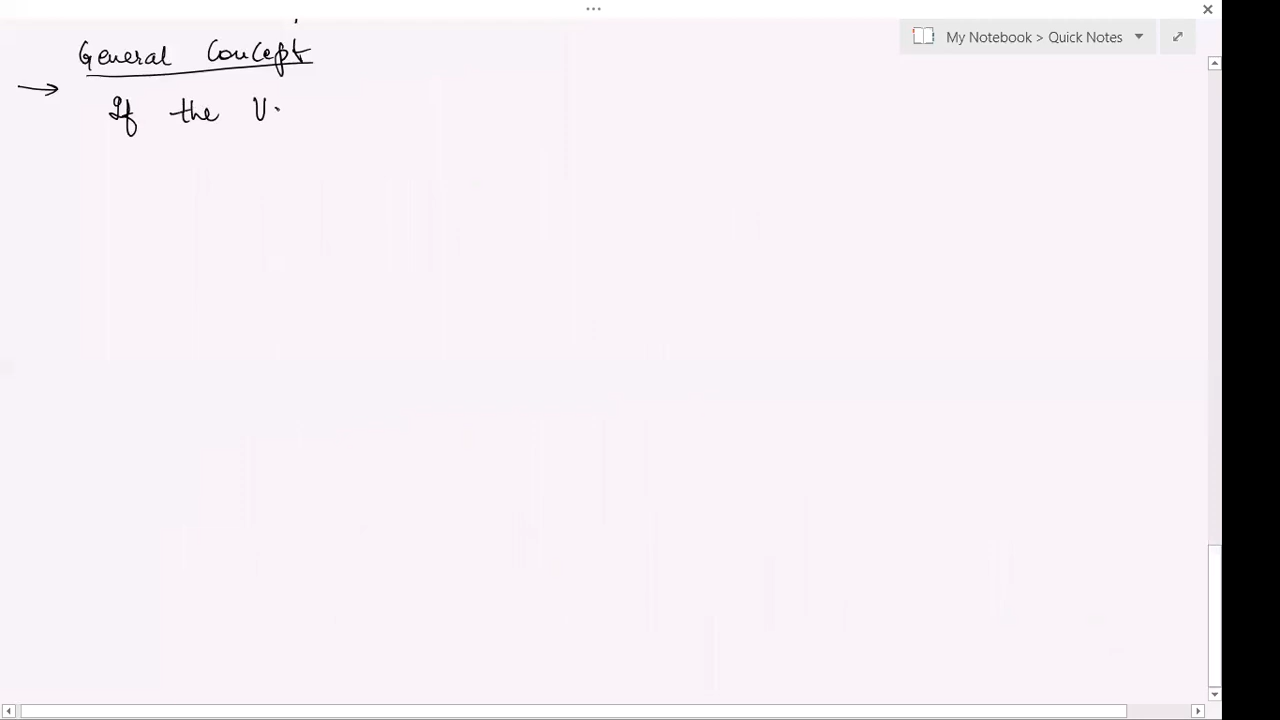 My Notebook > Quick Notes
General Concept
→ If the V.